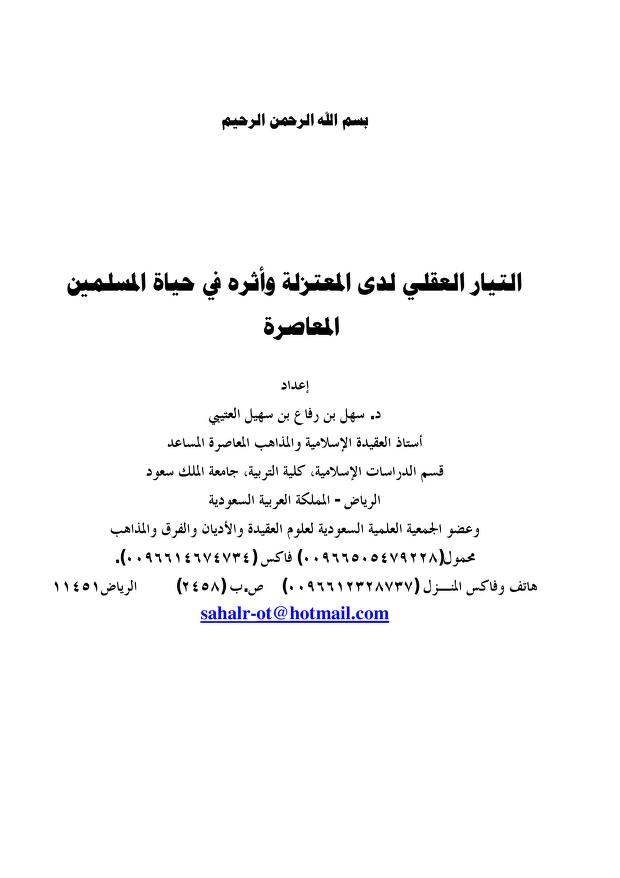 بسم الله الرحمن الرحيم
التيار العقلي لدى المعتزلة وأثره في حياة المسلمين
المعاصرة
إعداد
د. سهل بن رفاع بن سهيل العتيبي
أستاذ العقيدة الإسلامية والمذاهب المعاصرة المساعد
قسم الدراسات الإسلامية، كلية التربية، جامعة الملك سعود
الرياض - المملكة العربية السعودية
وعضو الجمعية العلمية السعودية لعلوم العقيدة والأديان والفرق والمذاهب
محمول(٠٠٩٦٦٥٠٥٤٧٩٢٢٨) فاكس (٠٠٩٦٦١٤٦٧٤٧٣٤).
هاتف وفاكس المنـــزل (٠٠٩٦٦١٢٣٢٨٧٣٧) ص.ب (٢٤٥٨) الرياض١١٤٥١
sahalr-ot@hotmail.com